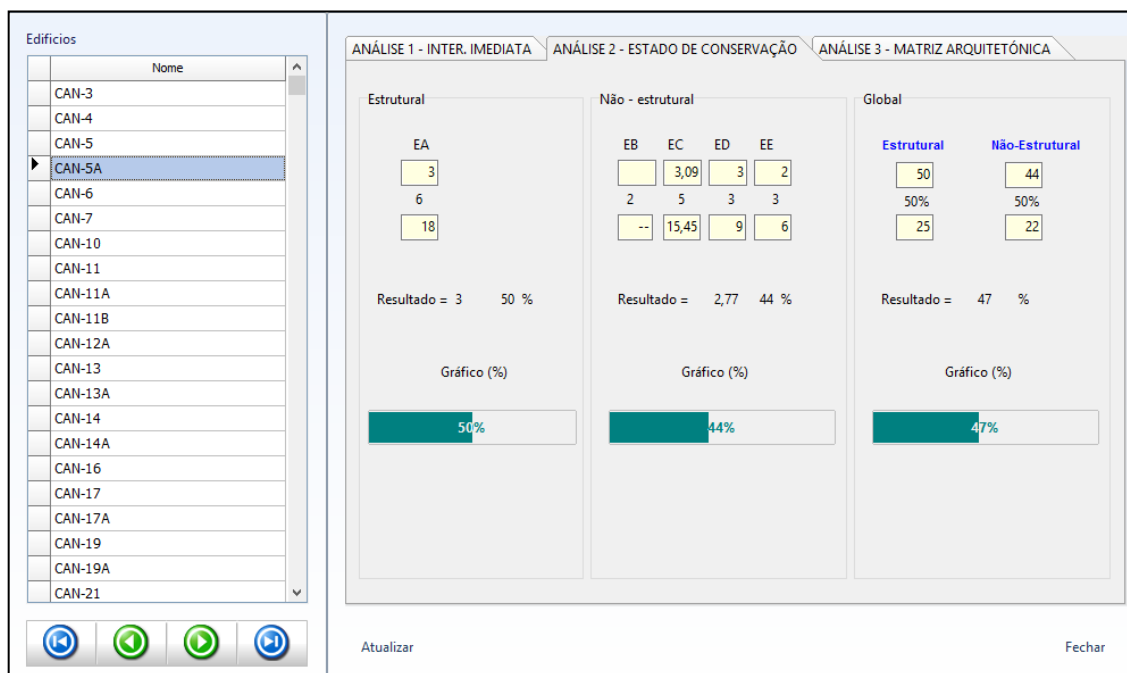 Edificios
Nome
CAN-3
CAN-4
CAN-5
CAN-5A
CAN-6
CAN-7
CAN-10
CAN-11
CAN-11A
CAN-11B
CAN-12A
CAN-13
CAN-13A
CAN-14
CAN-14A
CAN-16
CAN-17
CAN-17A
CAN-19
CAN-19A
CAN-21
ANÁLISE 1 - INTER. IMEDIATA ANÁLISE 2 - ESTADO DE CONSERVAÇÃO ANÁLISE 3 - MATRIZ ARQUITETÓNICA
Estrutural
EA
3
6
18
Resultado = 3 50 %
Gráfico (%)
50%
Não - estrutural
EB EC ED EE
3,09 3 2
2 5 3 3
-- 15,45 9 6
Resultado = 2,77 44 %
Gráfico (%)
44%
Global
Estrutural Não-Estrutural
50 44
50% 50%
25 22
Resultado = 47 %
Gráfico (%)
47%
Atualizar Fechar